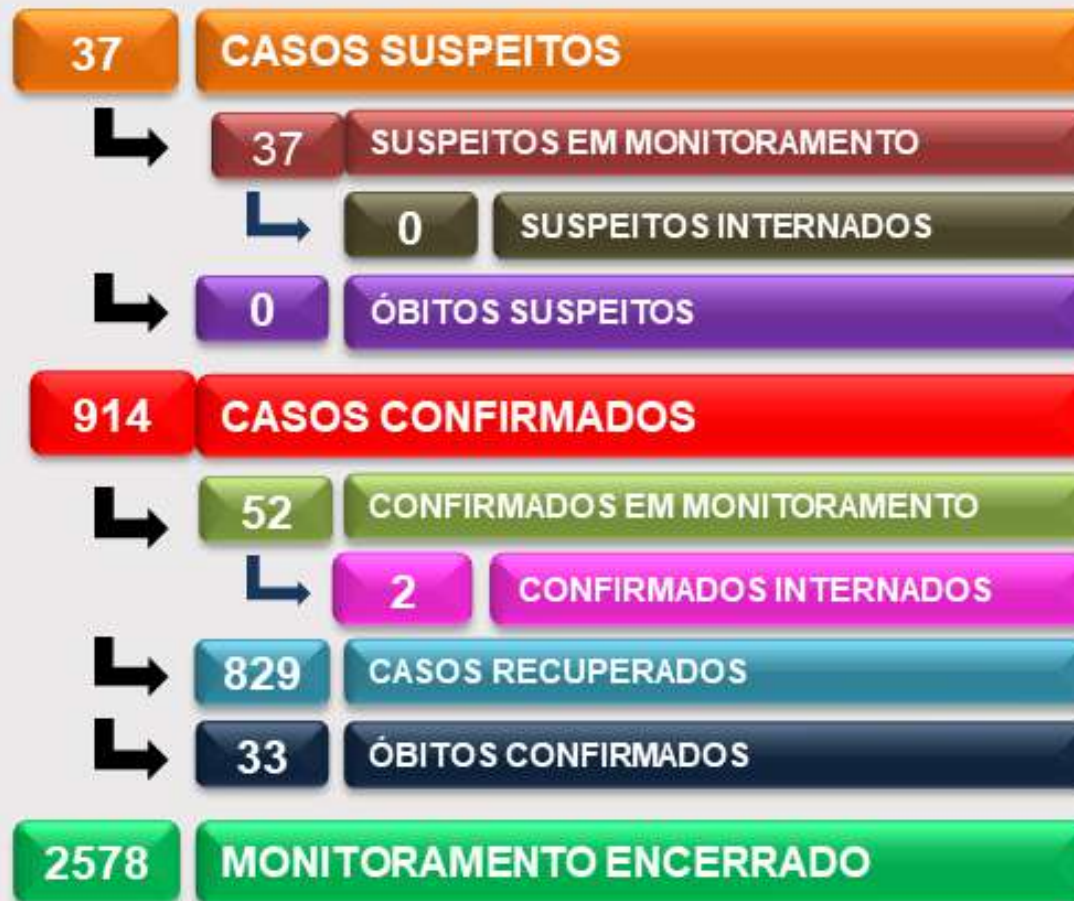 37 CASOS SUSPEITOS
37 SUSPEITOS EM MONITORAMENTO
0 SUSPEITOS INTERNADOS
0 ÓBITOS SUSPEITOS
914 CASOS CONFIRMADOS
52 CONFIRMADOS EM MONITORAMENTO
2 CONFIRMADOS INTERNADOS
829 CASOS RECUPERADOS
33 ÓBITOS CONFIRMADOS
2578 MONITORAMENTO ENCERRADO